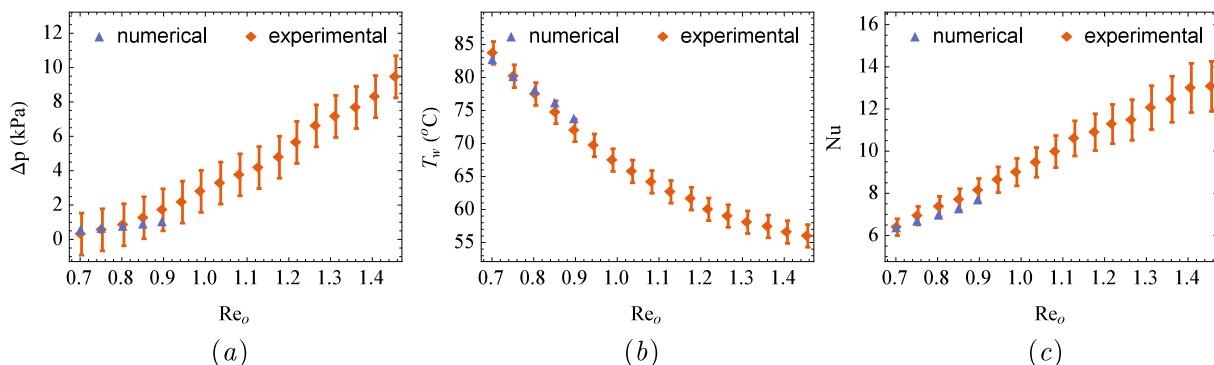 numerical experimental
12
10
8
6
4
2
0
Δp (kPa)
0.7 0.8 0.9 1.0 1.1 1.2 1.3 1.4
Re_o
(a)
numerical experimental
85
80
75
70
65
60
55
T_w (°C)
0.7 0.8 0.9 1.0 1.1 1.2 1.3 1.4
Re_o
(b)
numerical experimental
16
14
12
10
8
6
Nu
0.7 0.8 0.9 1.0 1.1 1.2 1.3 1.4
Re_o
(c)